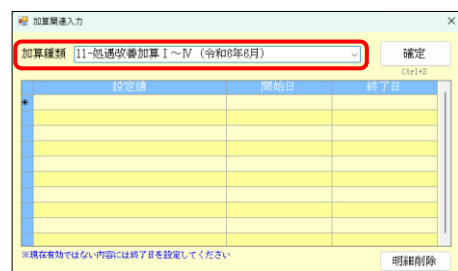 加算関連入力
加算種類 11-処遇改善加算Ⅰ～Ⅳ (令和6年6月) 確定
Ctrl+S
設定値 開始日 終了日
*
※現在有効ではない内容には終了日を設定してください
明細削除